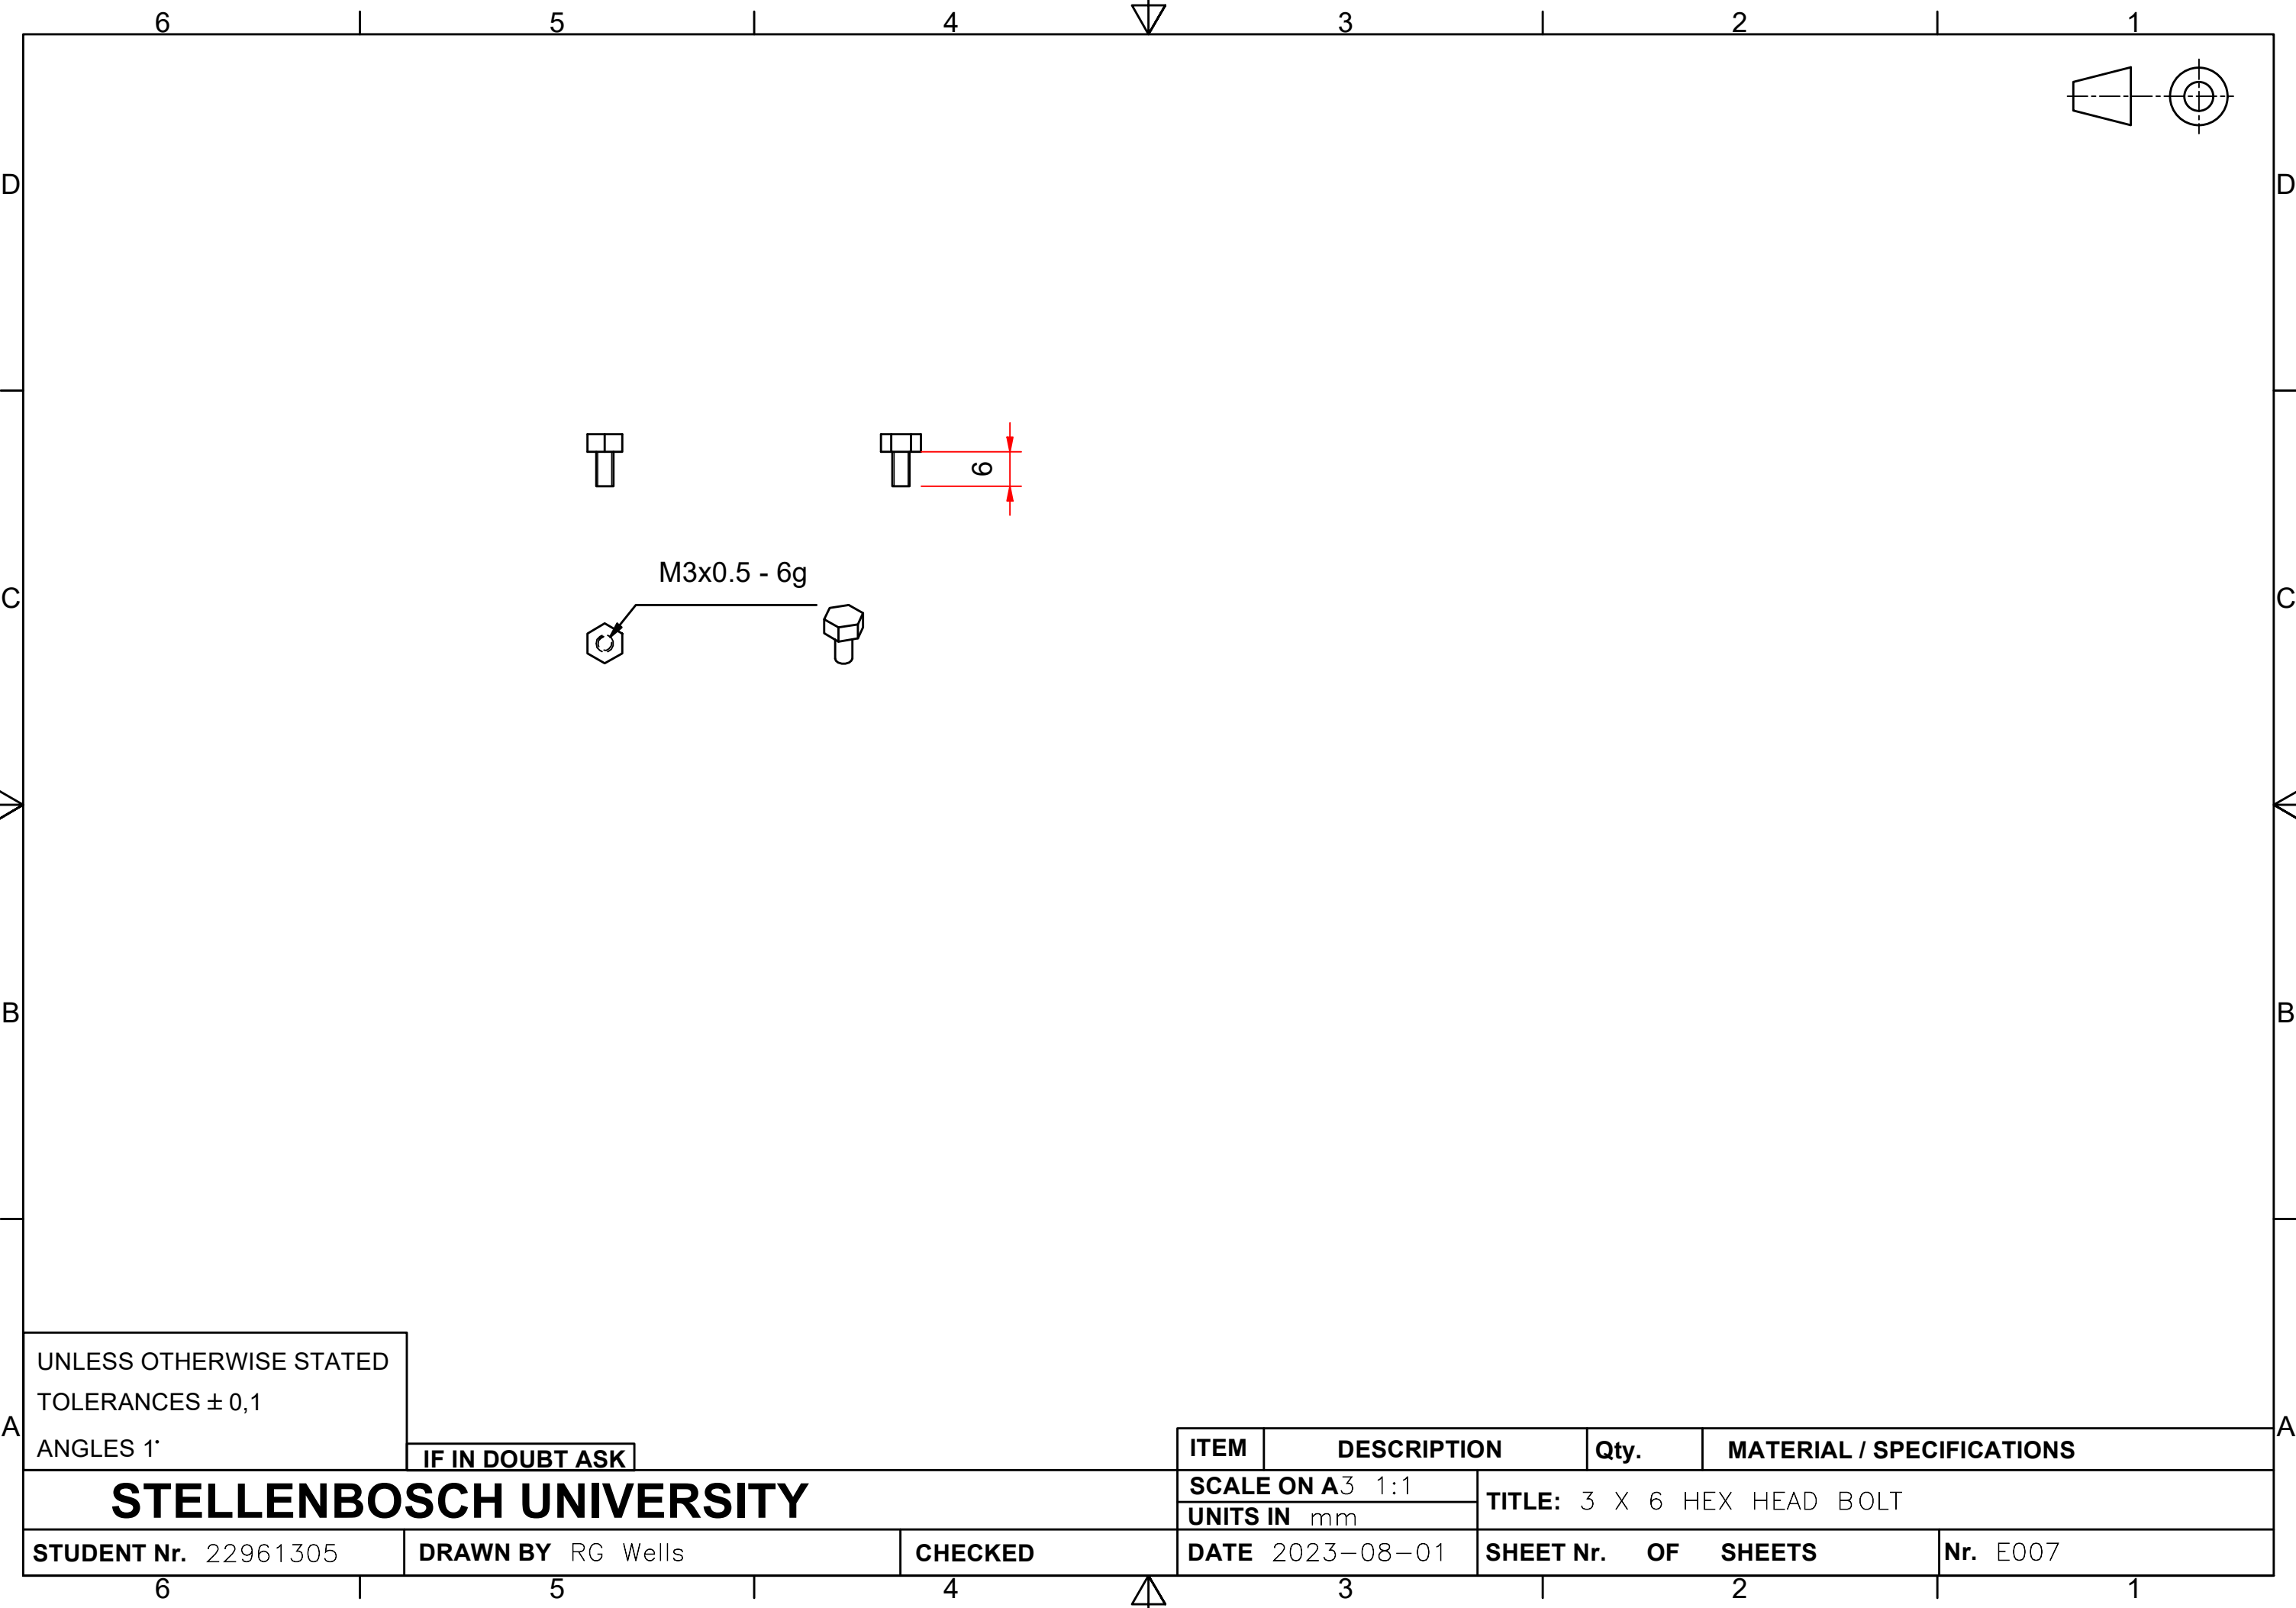 6 5 4 3 2 1
D D
6
M3x0.5 - 6g
C C
B B
UNLESS OTHERWISE STATED
TOLERANCES ± 0,1
ANGLES 1°
A A
IF IN DOUBT ASK
ITEM DESCRIPTION Qty. MATERIAL / SPECIFICATIONS
STELLENBOSCH UNIVERSITY
SCALE ON A3 1:1
UNITS IN mm
TITLE: 3 X 6 HEX HEAD BOLT
STUDENT Nr. 22961305 DRAWN BY RG Wells CHECKED DATE 2023-08-01 SHEET Nr. OF SHEETS Nr. E007
6 5 4 3 2 1